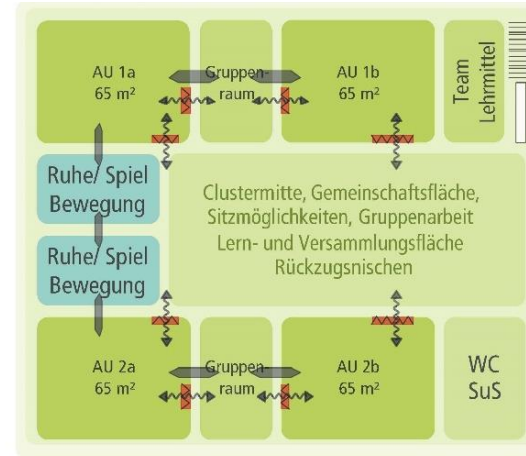 AU 1a
65 m²
Gruppen-
raum
AU 1b
65 m²
Team
Lehrmittel
Ruhe/ Spiel
Bewegung
Ruhe/ Spiel
Bewegung
Clustermitte, Gemeinschaftsfläche,
Sitzmöglichkeiten, Gruppenarbeit
Lern- und Versammlungsfläche
Rückzugsnischen
AU 2a
65 m²
Gruppen-
raum
AU 2b
65 m²
WC
SuS